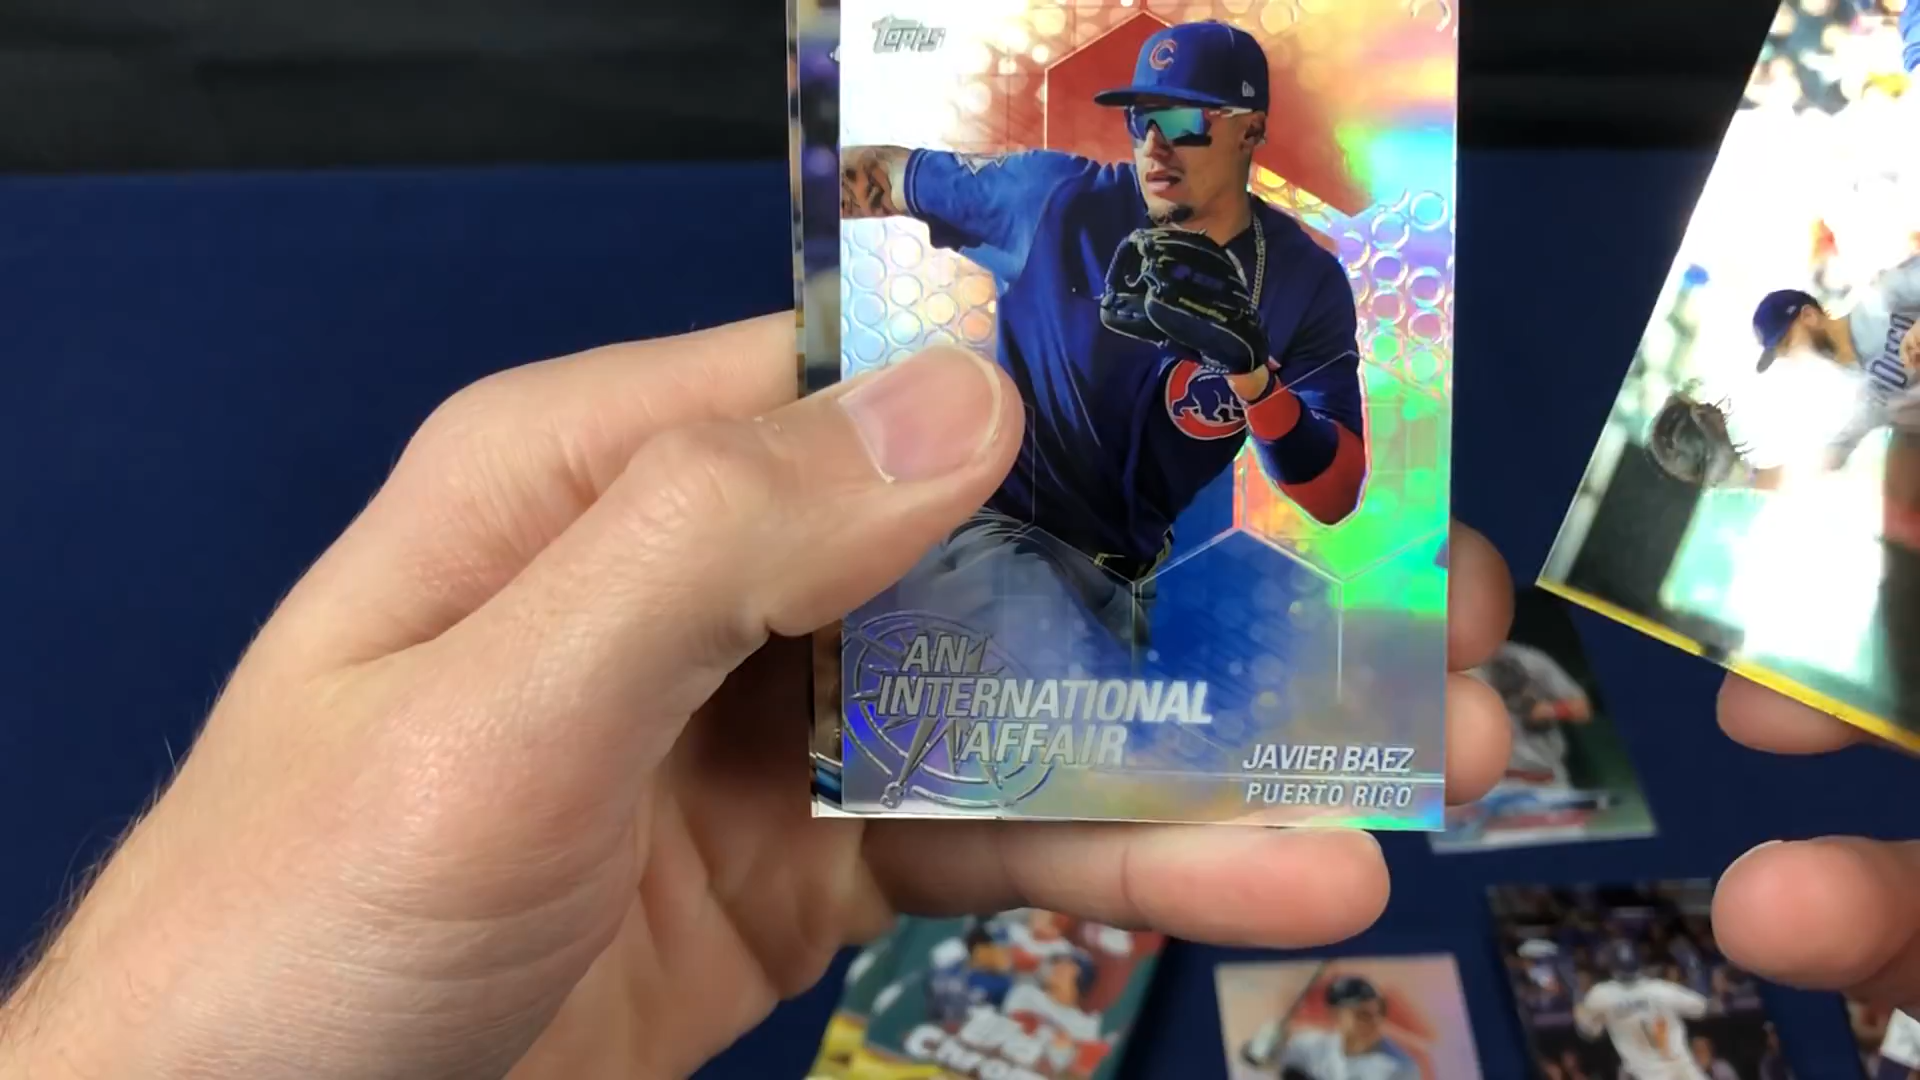 Topps
C
AN
INTERNATIONAL
AFFAIR
JAVIER BAEZ
PUERTO RICO